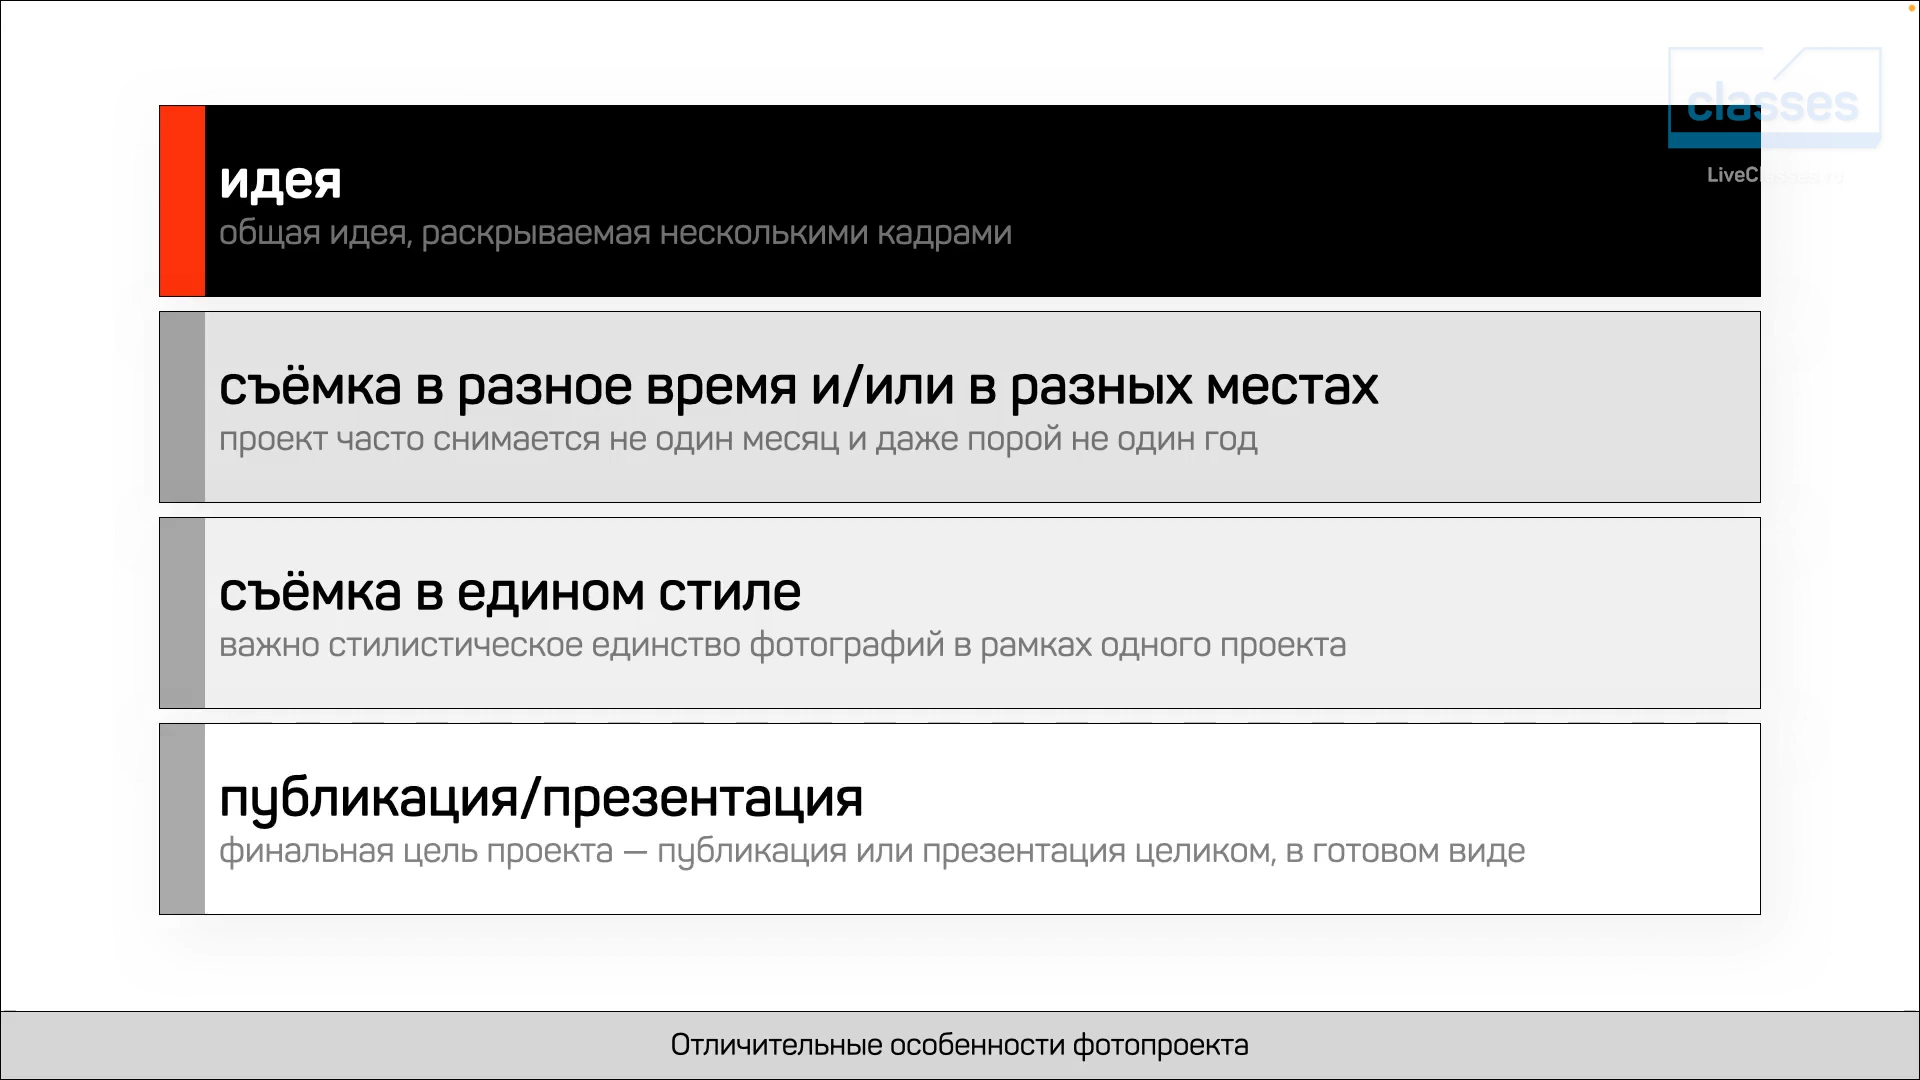 classes
идея
общая идея, раскрываемая несколькими кадрами
съёмка в разное время и/или в разных местах
проект часто снимается не один месяц и даже порой не один год
съёмка в едином стиле
важно стилистическое единство фотографий в рамках одного проекта
публикация/презентация
финальная цель проекта — публикация или презентация целиком, в готовом виде
Отличительные особенности фотопроекта